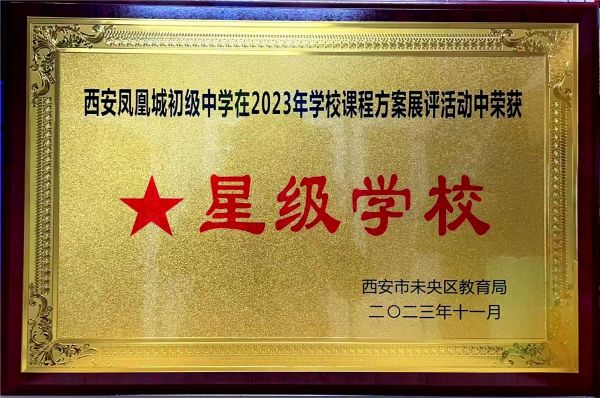 西安凤凰城初级中学在2023年学校课程方案展评活动中荣获
★星级学校
西安市未央区教育局
二〇二三年十一月